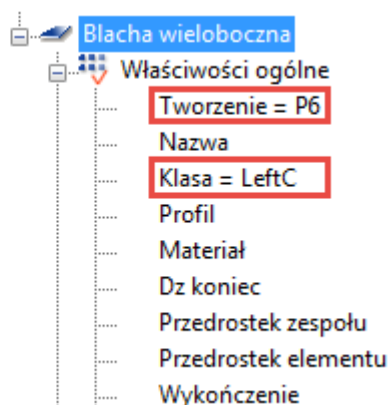 Blacha wieloboczna
Właściwości ogólne
Tworzenie = P6
Nazwa
Klasa = LeftC
Profil
Materiał
Dz koniec
Przedrostek zespołu
Przedrostek elementu
Wykończenie